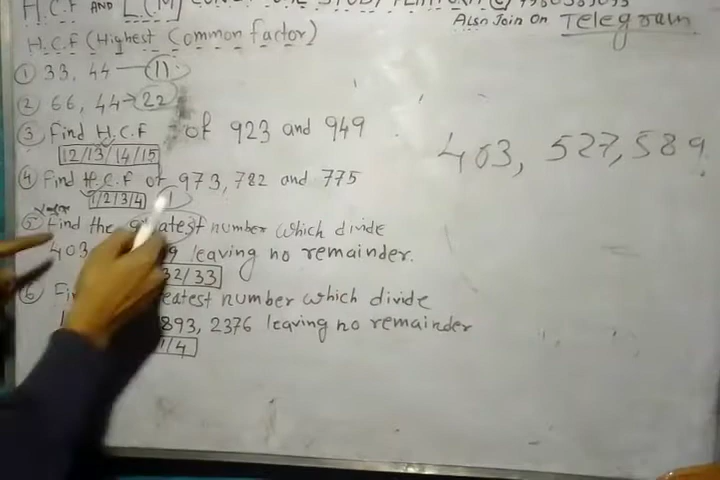 H.C.F AND L.C.M
Also Join On Telegram
H.C.F (Highest Common factor)
① 33, 44 → 11
② 66, 44 → 22
③ Find H.C.F of 923 and 949
12/13/14/15
④ Find H.C.F of 973, 782 and 775
1/2/3/4 1
⑤ Find the greatest number which divide
403 9 leaving no remainder.
32/33
⑥ eatest number which divide
893, 2376 leaving no remainder
1/4
403, 527, 589